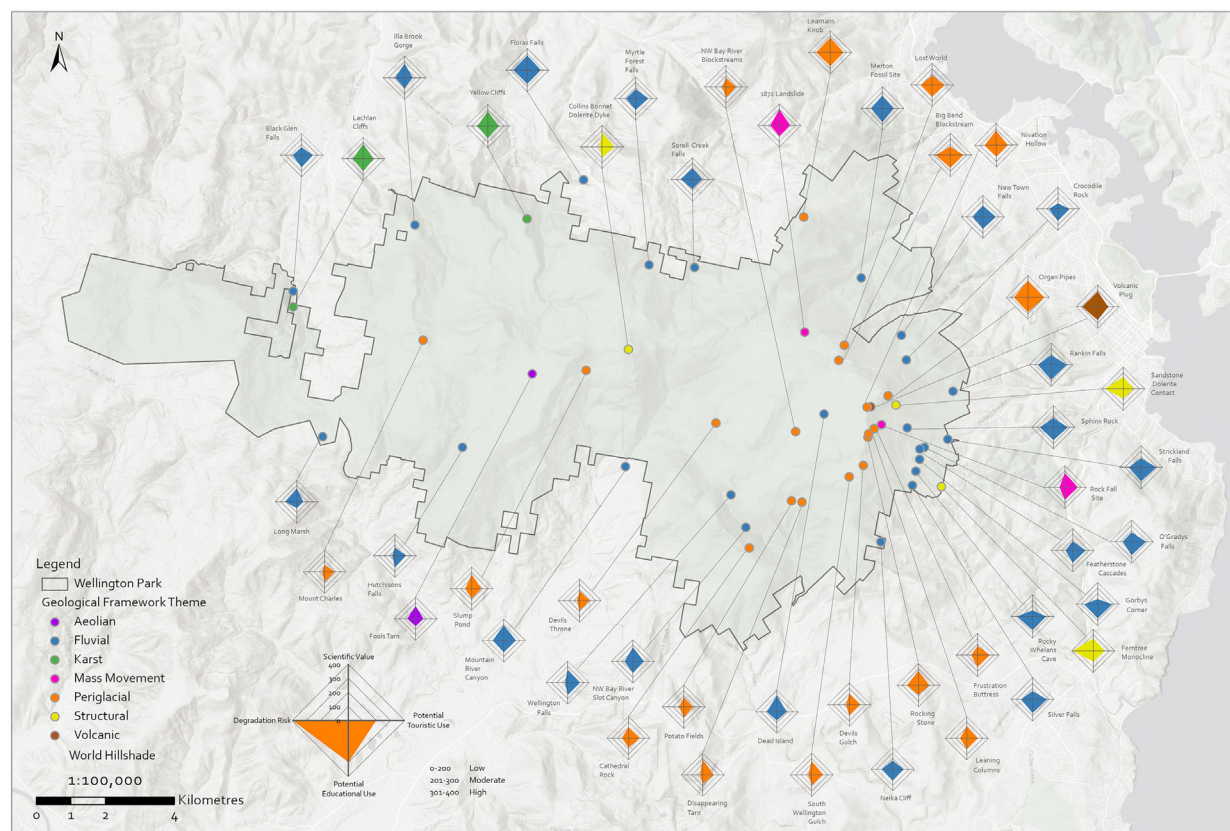 N
Leamans
Knob
Illa Brook
Gorge
Floras Falls
Myrtle
Forest
Falls
NW Bay River
Blockstreams
Merton
Fossil Site
Lost World
Yellow Cliffs
Collins Bonnet
Dolerite Dyke
1872 Landslide
Big Bend
Blockstream
Lachlan
Cliffs
Black Glen
Falls
Sorell Creek
Falls
Nivation
Hollow
New Town
Falls
Crocodile
Rock
Organ Pipes
Volcanic
Plug
Rankin Falls
Sandstone
Dolerite
Contact
Sphinx Rock
Strickland
Falls
Rock Fall
Site
O'Gradys
Falls
Featherstone
Cascades
Gorbys
Corner
Rocky
Whelans
Cave
Ferntree
Monocline
Long Marsh
Mount Charles
Hutchisons
Falls
Fools Tarn
Slump
Pond
Devils
Throne
Mountain
River
Canyon
Wellington
Falls
NW Bay River
Slot Canyon
Cathedral
Rock
Potato Fields
Disappearing
Tarn
Dead Island
South
Wellington
Gulch
Devils
Gulch
Neika Cliff
Rocking
Stone
Frustration
Buttress
Leaning
Columns
Silver Falls
Legend
Wellington Park
Geological Framework Theme
Aeolian
Fluvial
Karst
Mass Movement
Periglacial
Structural
Volcanic
World Hillshade
1:100,000
Kilometres
0 1 2 4
Scientific Value
400
300
200
100
0
Degradation Risk
Potential
Touristic Use
Potential
Educational Use
0-200 Low
201-300 Moderate
301-400 High